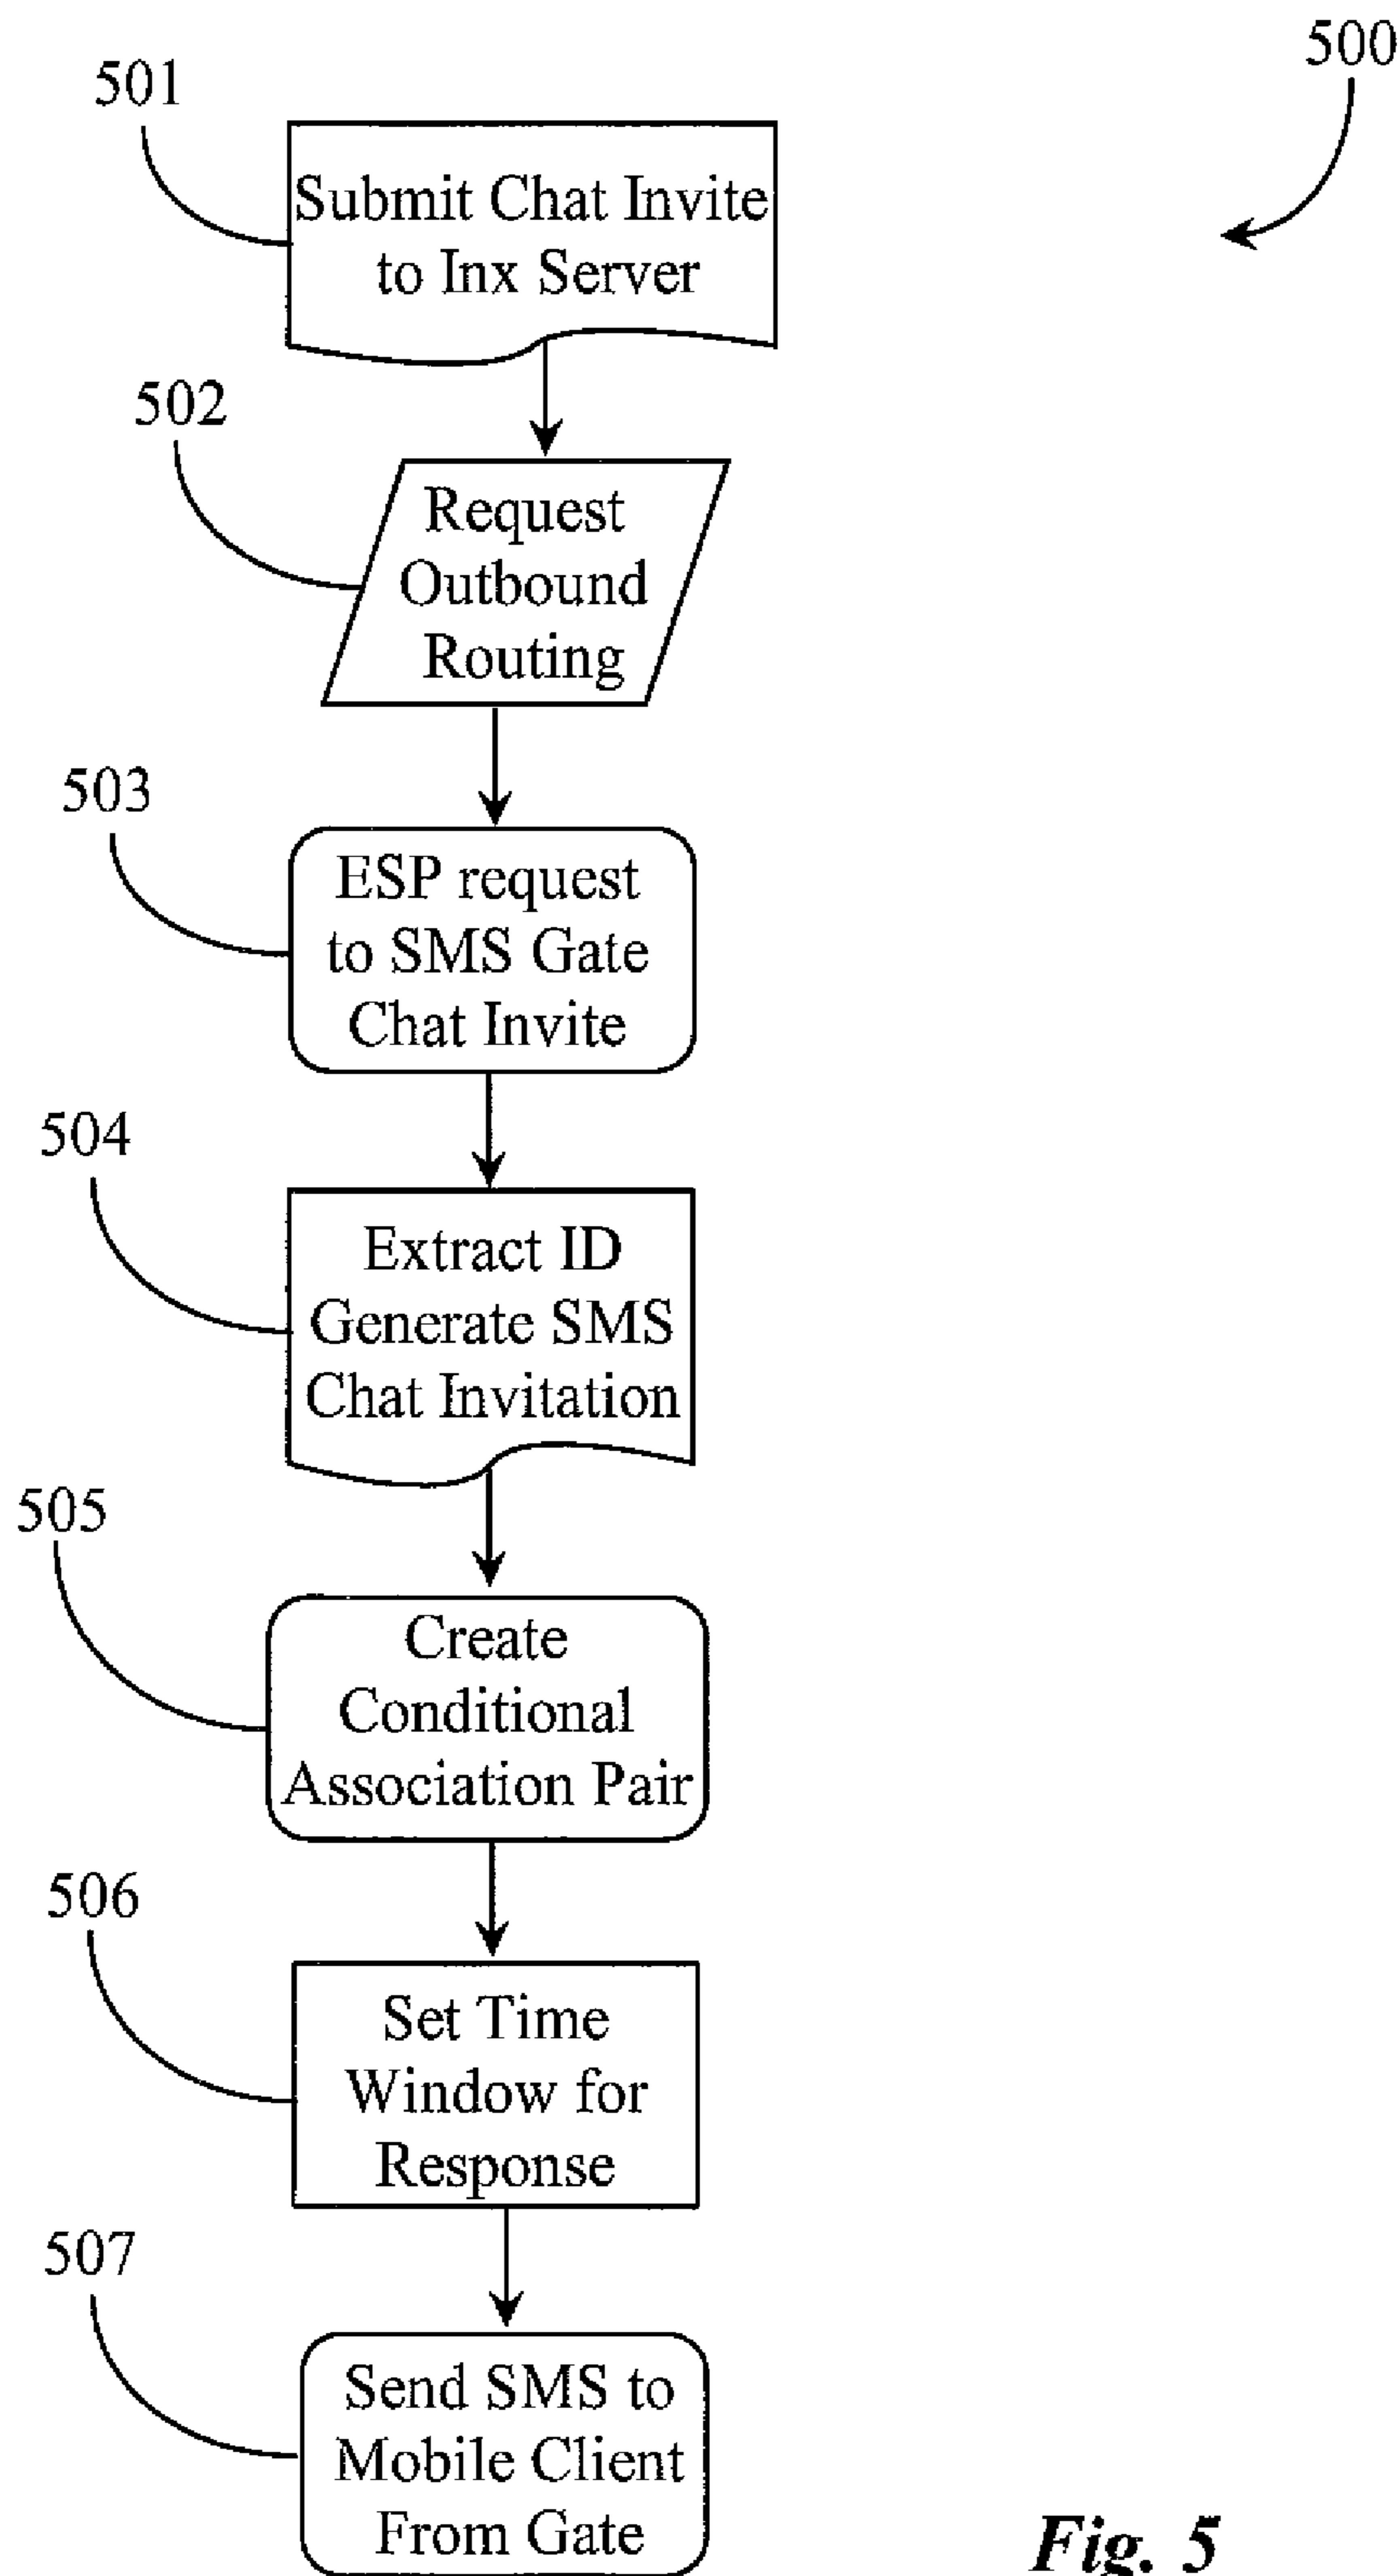 500
501
Submit Chat Invite
to Inx Server
502
Request
Outbound
Routing
503
ESP request
to SMS Gate
Chat Invite
504
Extract ID
Generate SMS
Chat Invitation
505
Create
Conditional
Association Pair
506
Set Time
Window for
Response
507
Send SMS to
Mobile Client
From Gate
Fig. 5